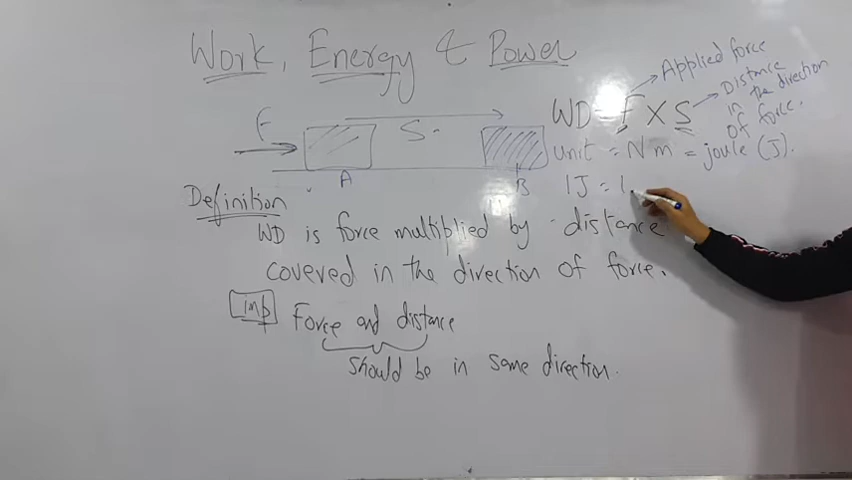 Work, Energy & Power
F
S
A
B
WD = F X S
Applied force
Distance
in the direction
of force.
unit = N m = joule (J).
1J = 1
Definition
WD is force multiplied by distance
covered in the direction of force.
imp Force and distance
should be in same direction.